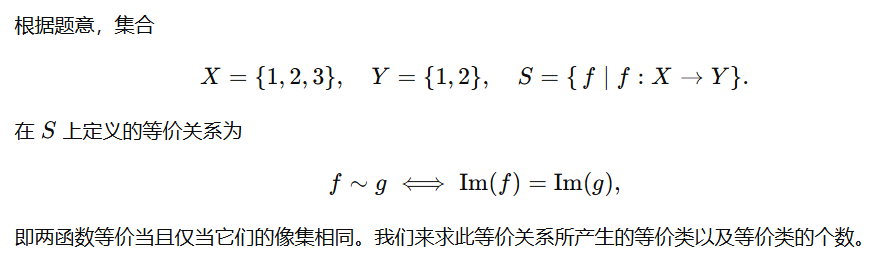 根据题意，集合
X = {1, 2, 3}, Y = {1, 2}, S = { f | f : X → Y }.
在 S 上定义的等价关系为
f ∼ g ⟺ Im(f) = Im(g),
即两函数等价当且仅当它们的像集相同。我们来求此等价关系所产生的等价类以及等价类的个数。